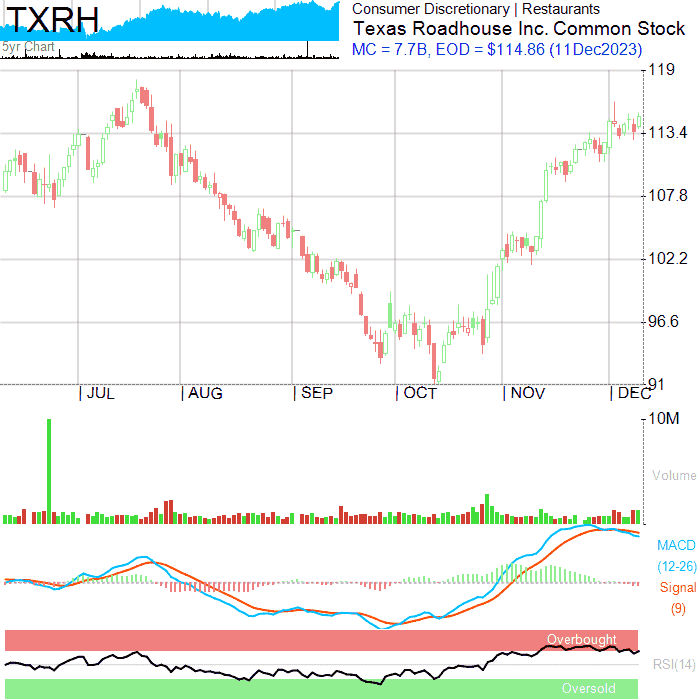 TXRH
5yr Chart
Consumer Discretionary | Restaurants
Texas Roadhouse Inc. Common Stock
MC = 7.7B, EOD = $114.86 (11Dec2023)
119
113.4
107.8
102.2
96.6
91
| JUL | AUG | SEP | OCT | NOV | DEC
10M
Volume
MACD
(12-26)
Signal
(9)
Overbought
RSI(14)
Oversold